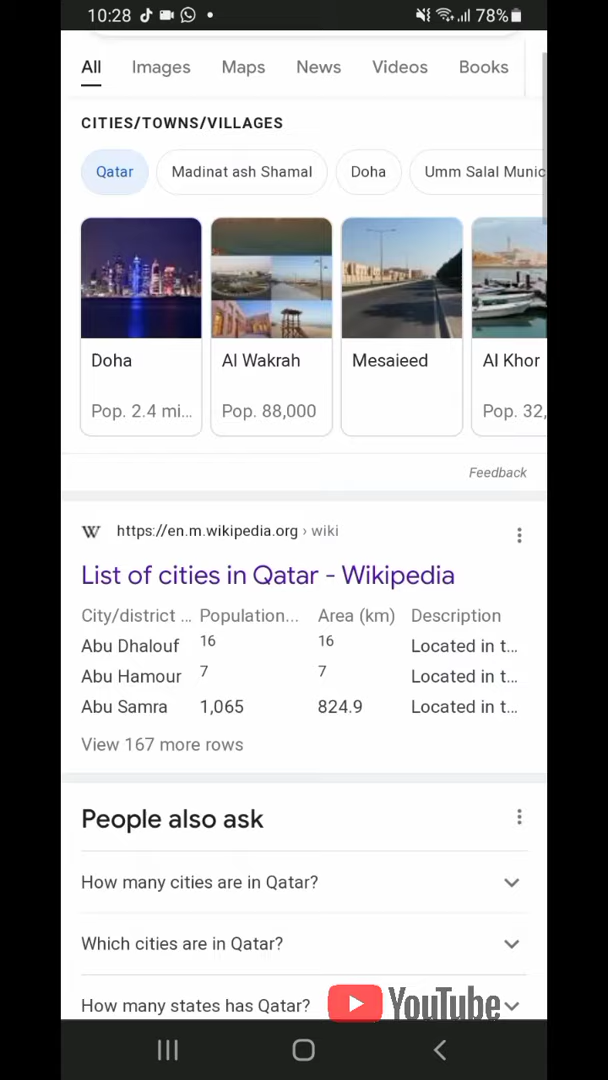 10:28 78%
All Images Maps News Videos Books
CITIES/TOWNS/VILLAGES
Qatar Madinat ash Shamal Doha Umm Salal Munic
Doha Al Wakrah Mesaieed Al Khor
Pop. 2.4 mi... Pop. 88,000 Pop. 32,
Feedback
W https://en.m.wikipedia.org › wiki
List of cities in Qatar - Wikipedia
City/district ... Population... Area (km) Description
Abu Dhalouf 16 16 Located in t...
Abu Hamour 7 7 Located in t...
Abu Samra 1,065 824.9 Located in t...
View 167 more rows
People also ask
How many cities are in Qatar?
Which cities are in Qatar?
How many states has Qatar?
YouTube